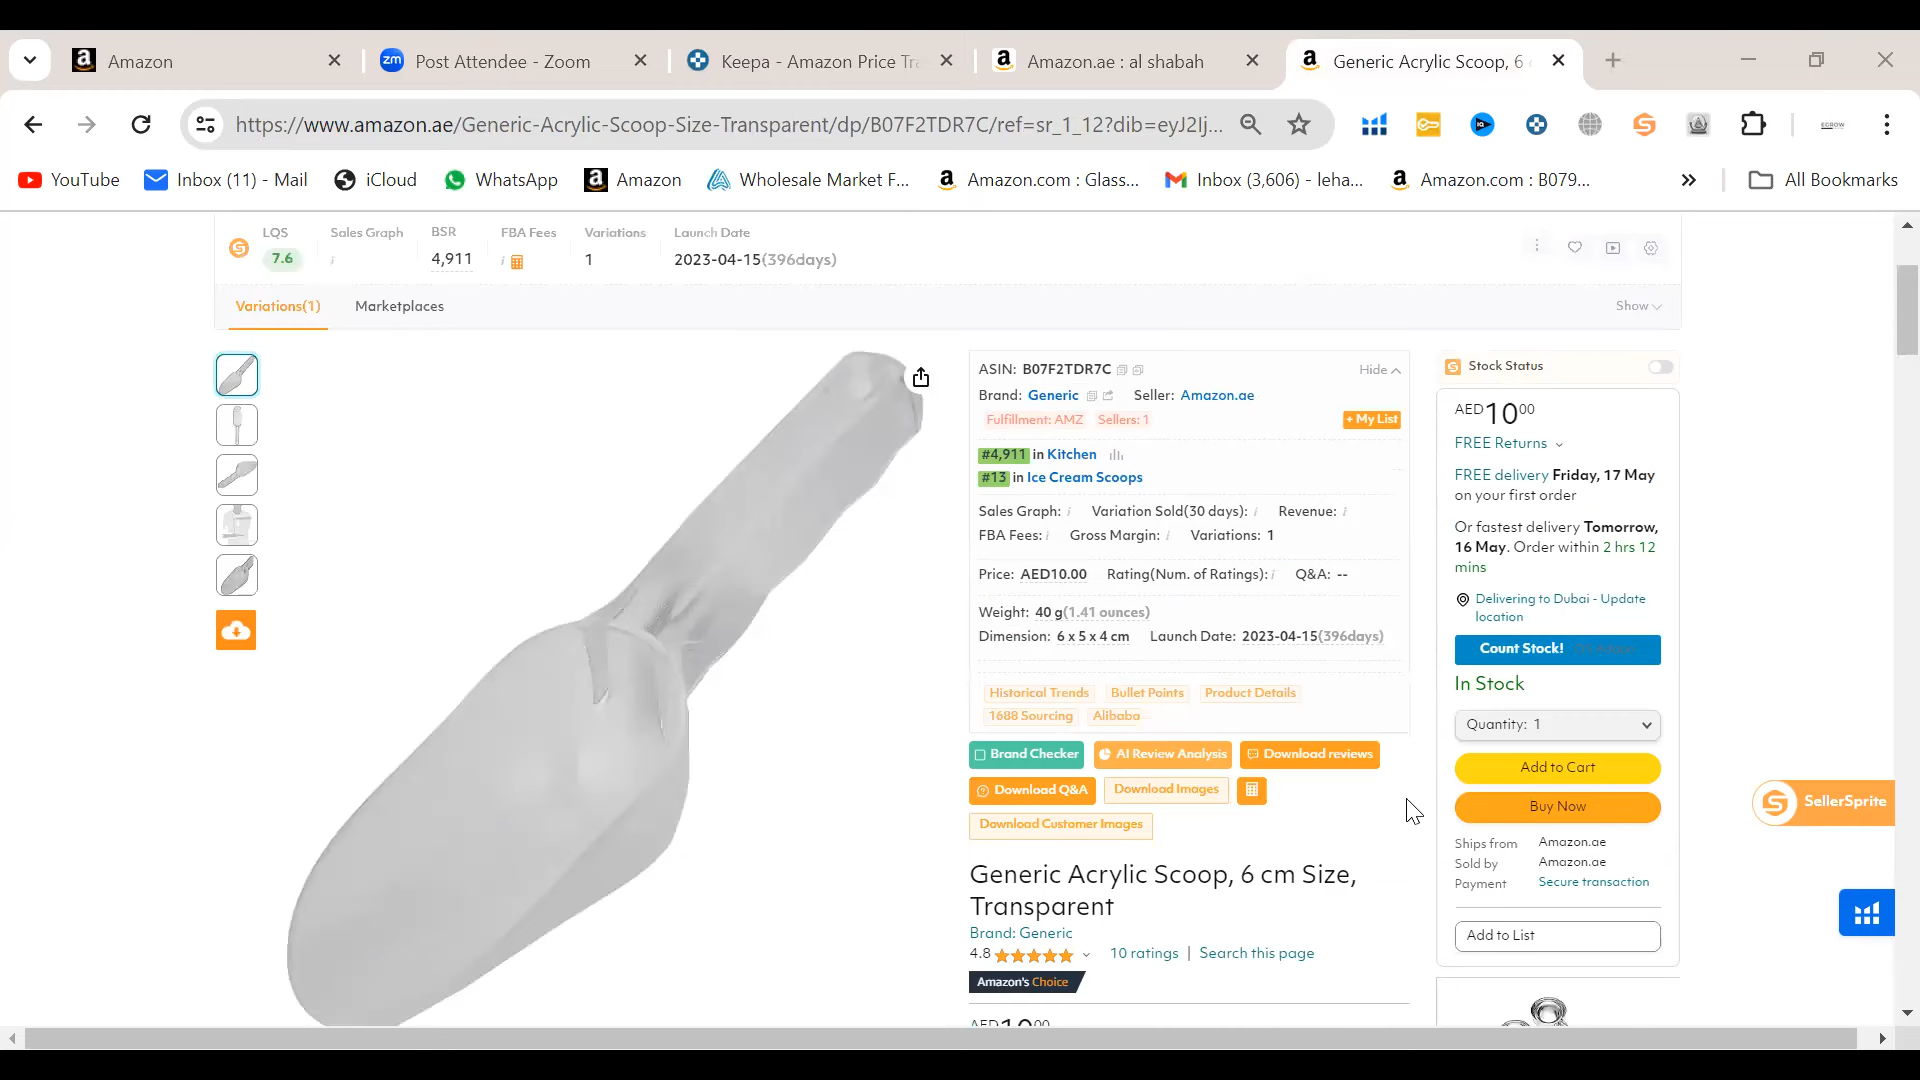 Amazon
zm Post Attendee - Zoom
Keepa - Amazon Price Tra
Amazon.ae : al shabah
Generic Acrylic Scoop, 6 c
https://www.amazon.ae/Generic-Acrylic-Scoop-Size-Transparent/dp/B07F2TDR7C/ref=sr_1_12?dib=eyJ2Ij...
EGROW
YouTube
Inbox (11) - Mail
iCloud
WhatsApp
Amazon
Wholesale Market F...
Amazon.com : Glass...
Inbox (3,606) - leha...
Amazon.com : B079...
All Bookmarks
LQS Sales Graph BSR FBA Fees Variations Launch Date
7.6 i 4,911 i 1 2023-04-15(396days)
Variations(1) Marketplaces Show
ASIN: B07F2TDR7C Hide
Brand: Generic Seller: Amazon.ae
Fulfillment: AMZ Sellers: 1 + My List
#4,911 in Kitchen
#13 in Ice Cream Scoops
Sales Graph: i Variation Sold(30 days): i Revenue: i
FBA Fees: i Gross Margin: i Variations: 1
Price: AED10.00 Rating(Num. of Ratings): i Q&A: --
Weight: 40 g(1.41 ounces)
Dimension: 6 x 5 x 4 cm Launch Date: 2023-04-15(396days)
Historical Trends Bullet Points Product Details
1688 Sourcing Alibaba
Brand Checker AI Review Analysis Download reviews
Download Q&A Download Images
Download Customer Images
Generic Acrylic Scoop, 6 cm Size,
Transparent
Brand: Generic
4.8 10 ratings | Search this page
Amazon's Choice
AED10.00
Stock Status
AED10.00
FREE Returns
FREE delivery Friday, 17 May
on your first order
Or fastest delivery Tomorrow,
16 May. Order within 2 hrs 12
mins
Delivering to Dubai - Update
location
Count Stock!
In Stock
Quantity: 1
Add to Cart
Buy Now
Ships from Amazon.ae
Sold by Amazon.ae
Payment Secure transaction
Add to List
SellerSprite